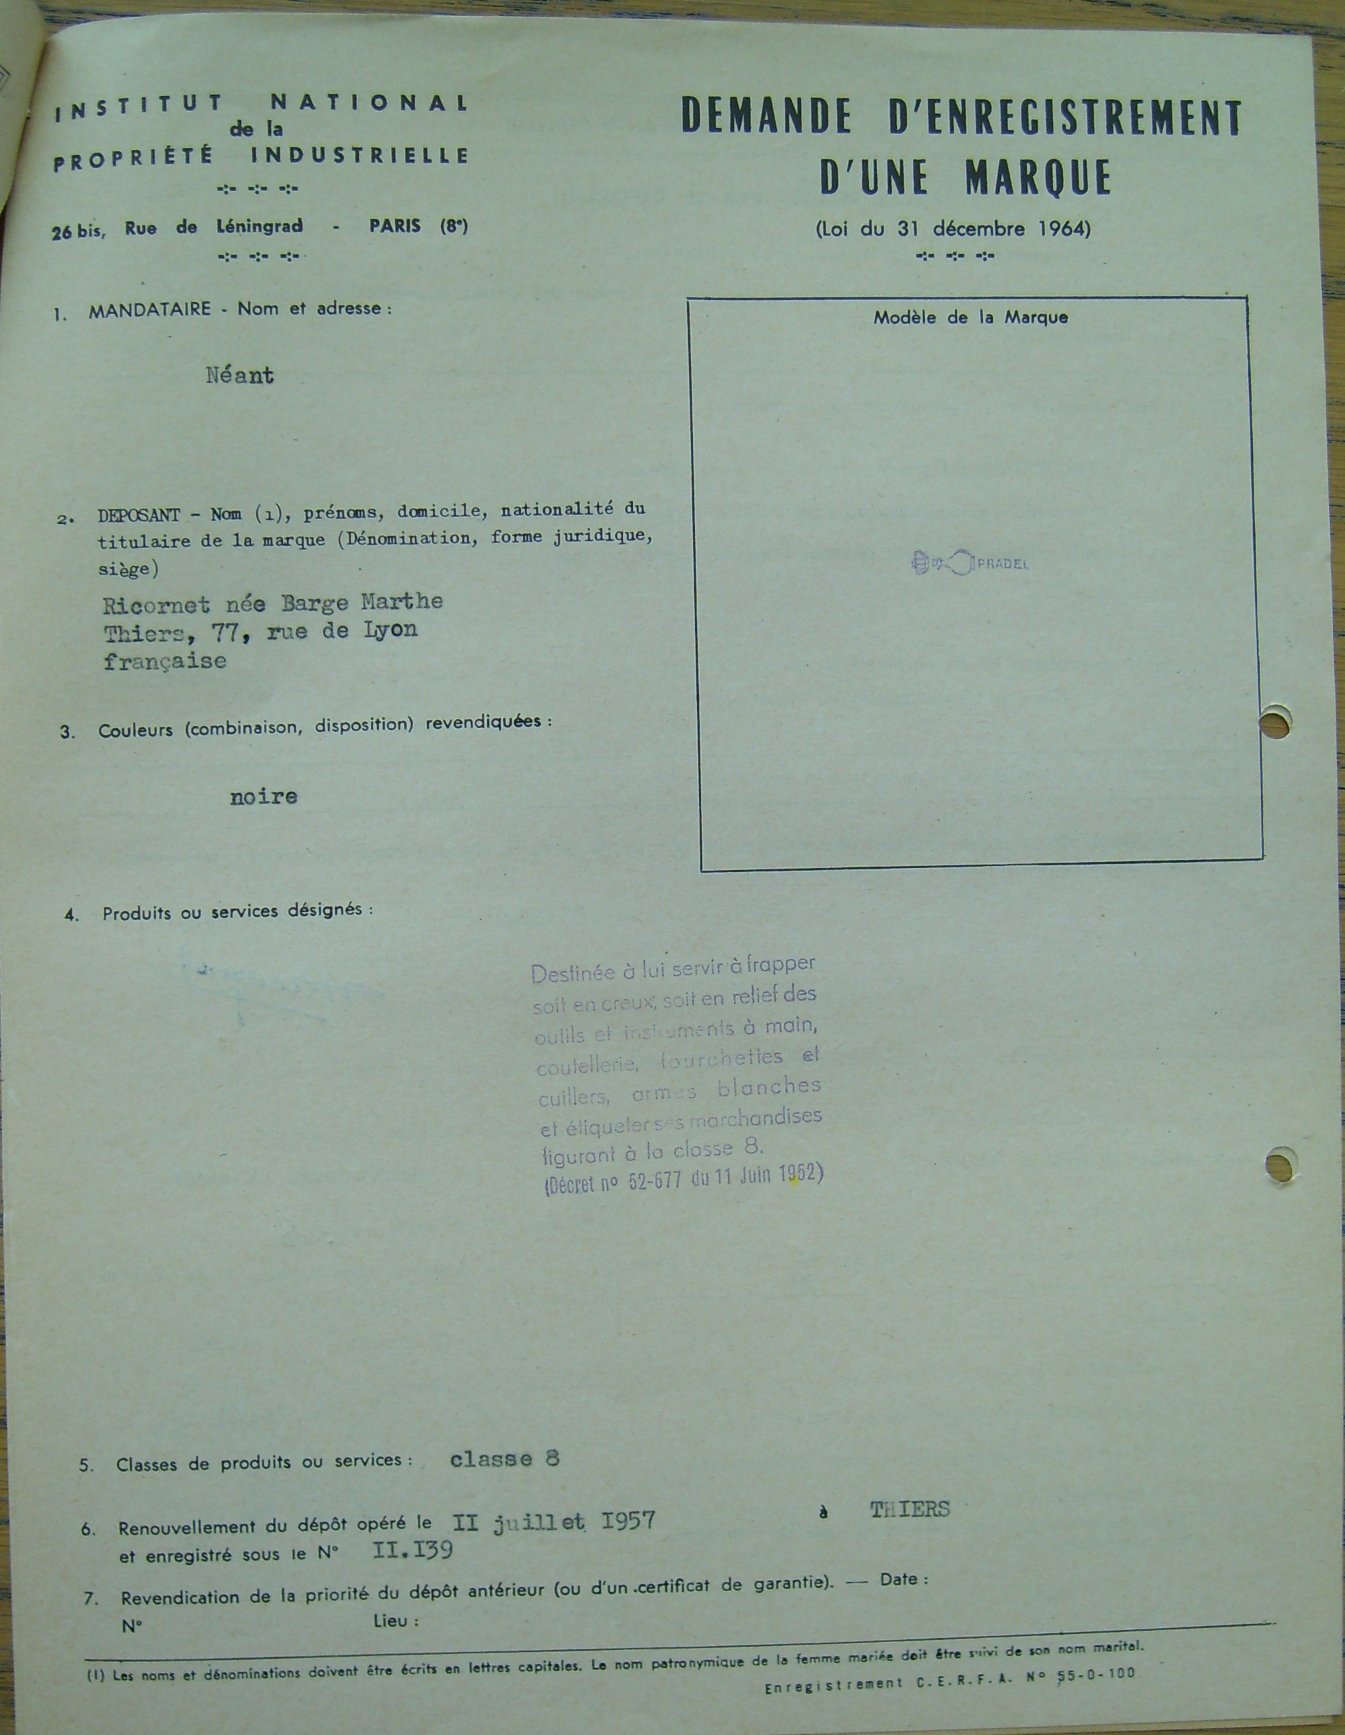 INSTITUT NATIONAL
de la
PROPRIÉTÉ INDUSTRIELLE
26 bis, Rue de Léningrad - PARIS (8e)
DEMANDE D'ENREGISTREMENT
D'UNE MARQUE
(Loi du 31 décembre 1964)
1. MANDATAIRE - Nom et adresse :
Néant
Modèle de la Marque
PRADEL
2. DEPOSANT - Nom (1), prénoms, domicile, nationalité du
titulaire de la marque (Dénomination, forme juridique,
siège)
Ricornet née Barge Marthe
Thiers, 77, rue de Lyon
française
3. Couleurs (combinaison, disposition) revendiquées :
noire
4. Produits ou services désignés :
Destinée à lui servir à frapper
soit en creux, soit en relief des
outils et instruments à main,
coutellerie, fourchettes et
cuillers, armes blanches
et étiqueter ses marchandises
figurant à la classe 8.
(Décret nº 52-677 du 11 Juin 1952)
5. Classes de produits ou services : classe 8
6. Renouvellement du dépôt opéré le II juillet I957 à THIERS
et enregistré sous le N° II.I39
7. Revendication de la priorité du dépôt antérieur (ou d'un certificat de garantie). — Date :
N° Lieu :
(1) Les noms et dénominations doivent être écrits en lettres capitales. Le nom patronymique de la femme mariée doit être suivi de son nom marital.
Enregistrement C.E.R.F.A. N° 55-0-100